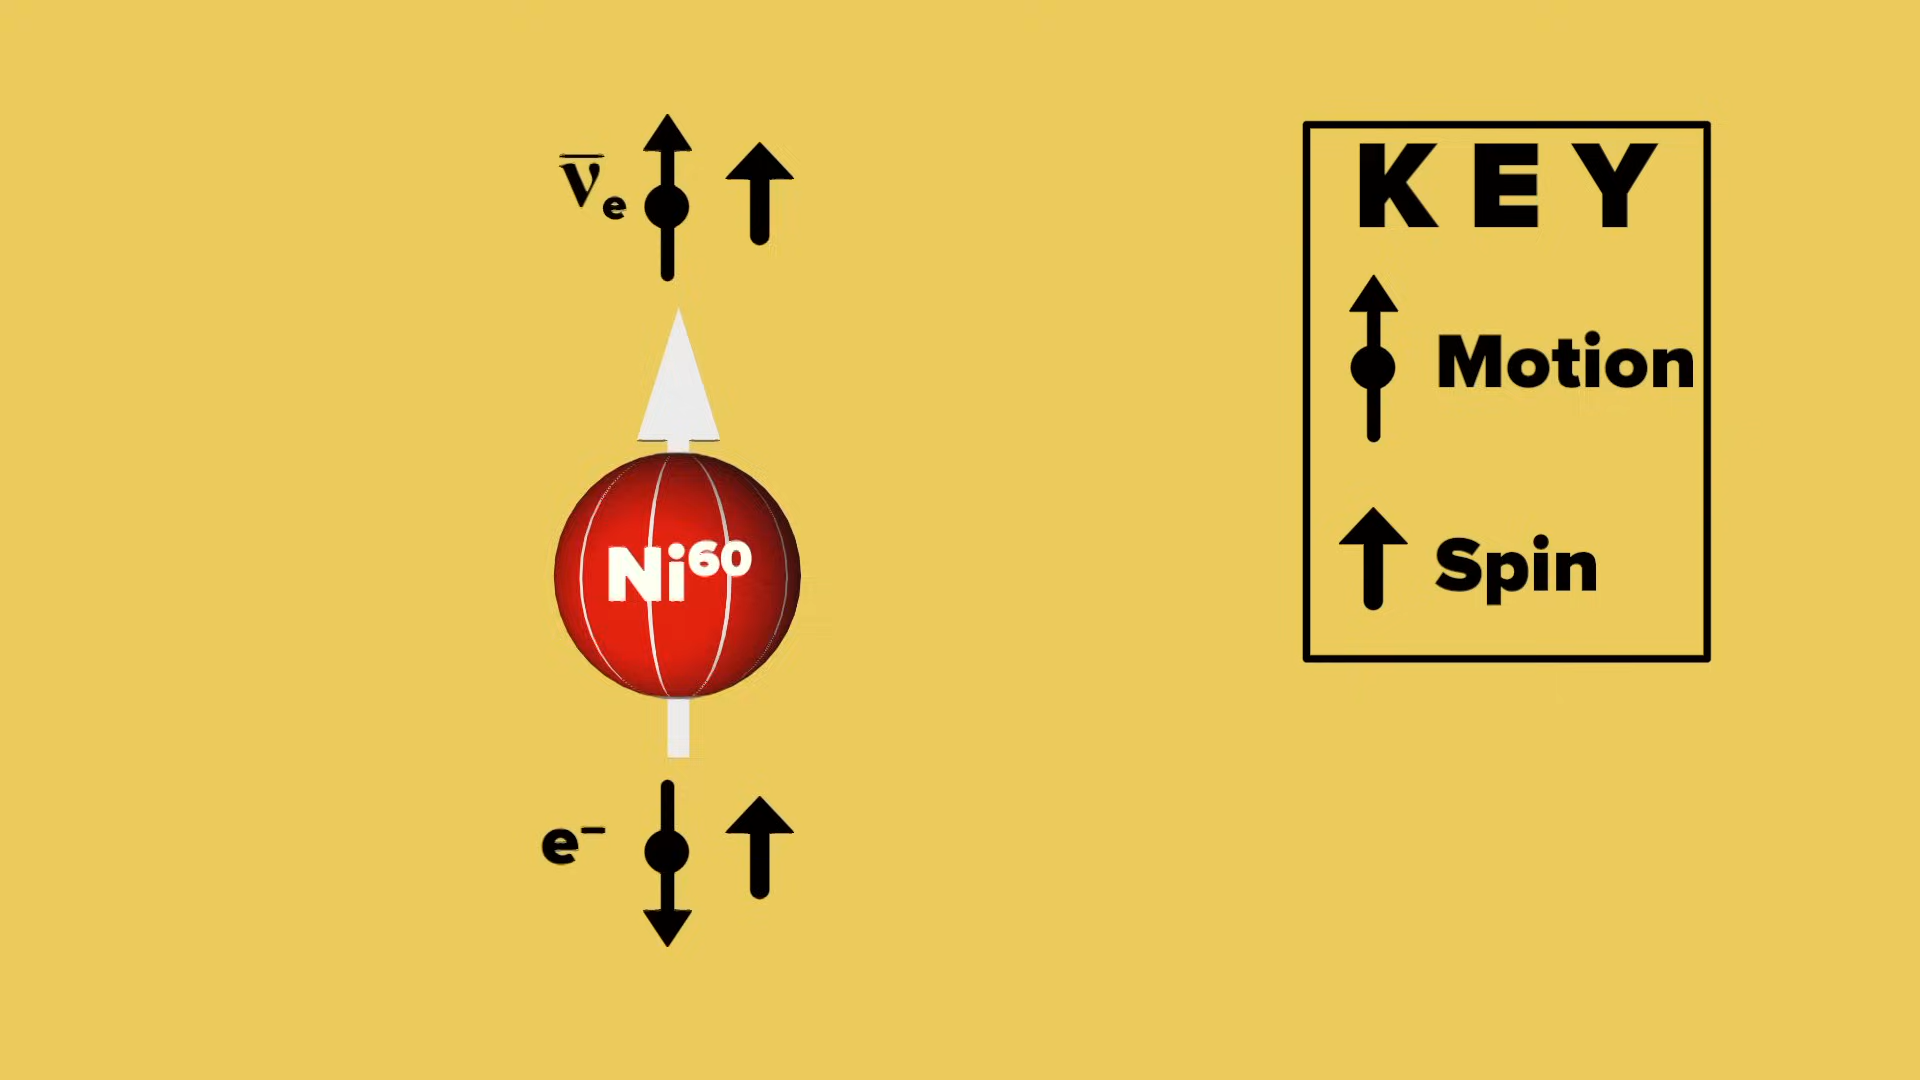 ν̅ₑ
Ni⁶⁰
e⁻
KEY
Motion
Spin